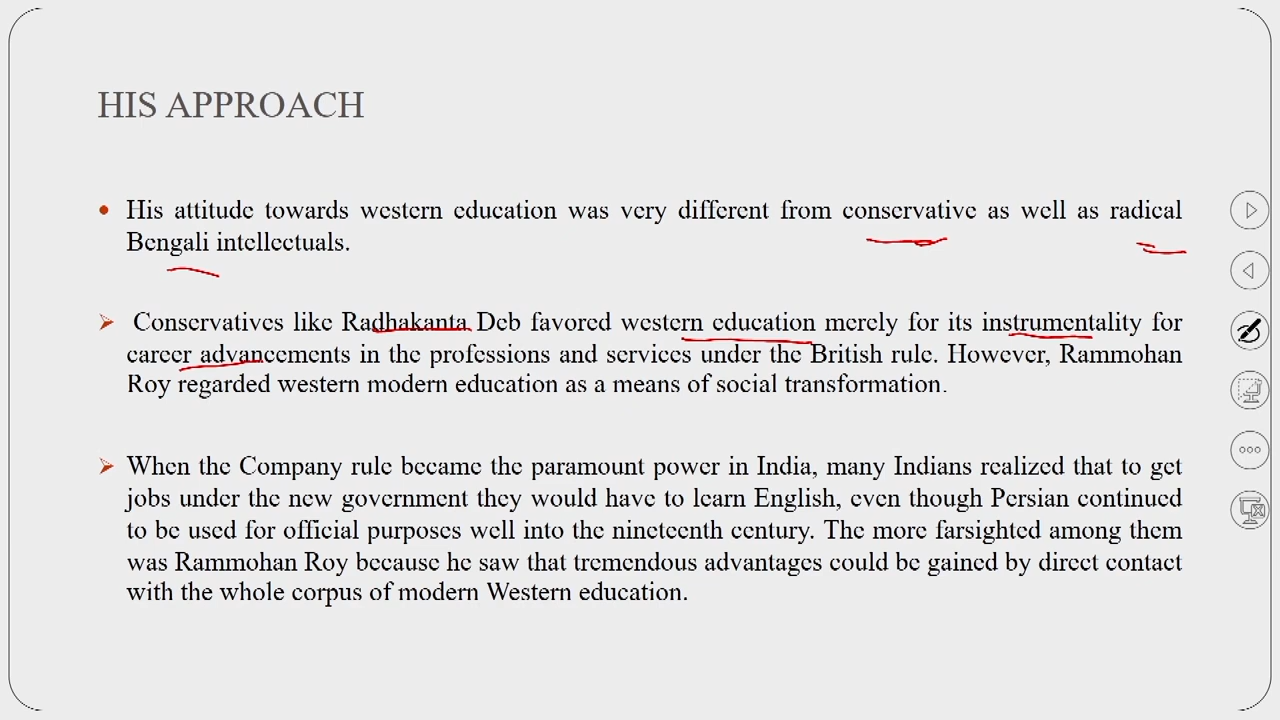 HIS APPROACH
• His attitude towards western education was very different from conservative as well as radical
Bengali intellectuals.
➢ Conservatives like Radhakanta Deb favored western education merely for its instrumentality for
career advancements in the professions and services under the British rule. However, Rammohan
Roy regarded western modern education as a means of social transformation.
➢ When the Company rule became the paramount power in India, many Indians realized that to get
jobs under the new government they would have to learn English, even though Persian continued
to be used for official purposes well into the nineteenth century. The more farsighted among them
was Rammohan Roy because he saw that tremendous advantages could be gained by direct contact
with the whole corpus of modern Western education.